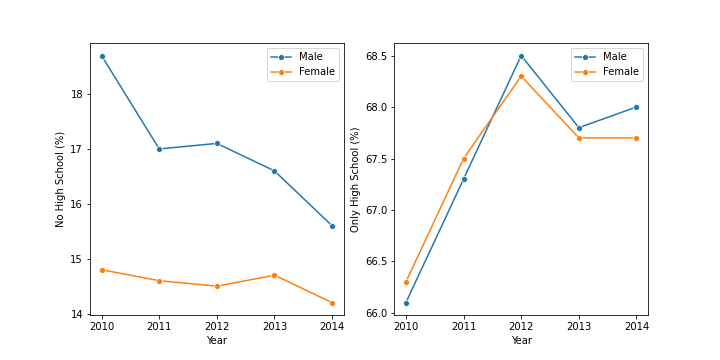 Male
Female
18
17
16
15
14
No High School (%)
2010 2011 2012 2013 2014
Year
Male
Female
68.5
68.0
67.5
67.0
66.5
66.0
Only High School (%)
2010 2011 2012 2013 2014
Year